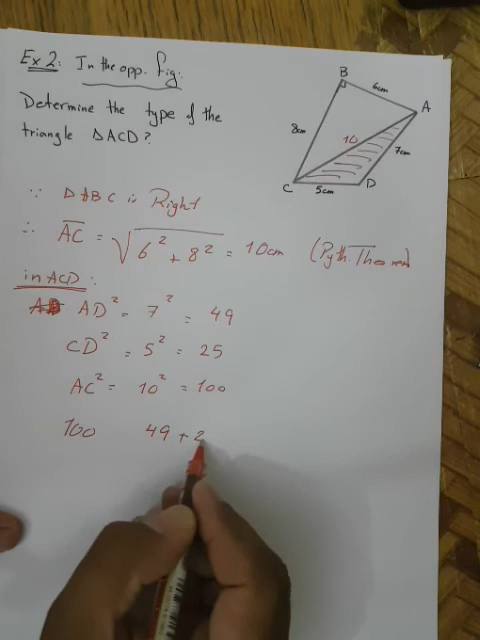 Ex 2: In the opp. fig.
Determine the type of the
triangle ΔACD?
B
6cm
A
8cm
10
7cm
C
5cm
D
∵ ΔABC is Right
∴ AC = √6² + 8² = 10cm (Pyth. Theorem)
in ACD:
AD² = 7² = 49
CD² = 5² = 25
AC² = 10² = 100
100 49 + 2